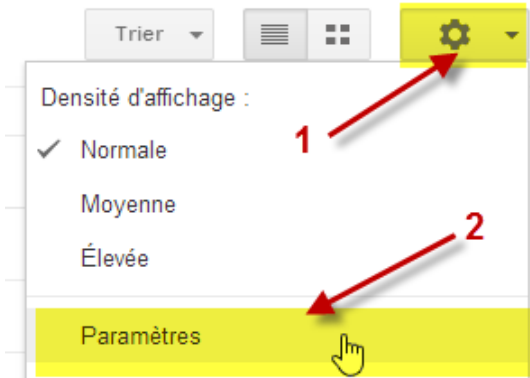 Trier
Densité d'affichage :
1
Normale
Moyenne
2
Élevée
Paramètres